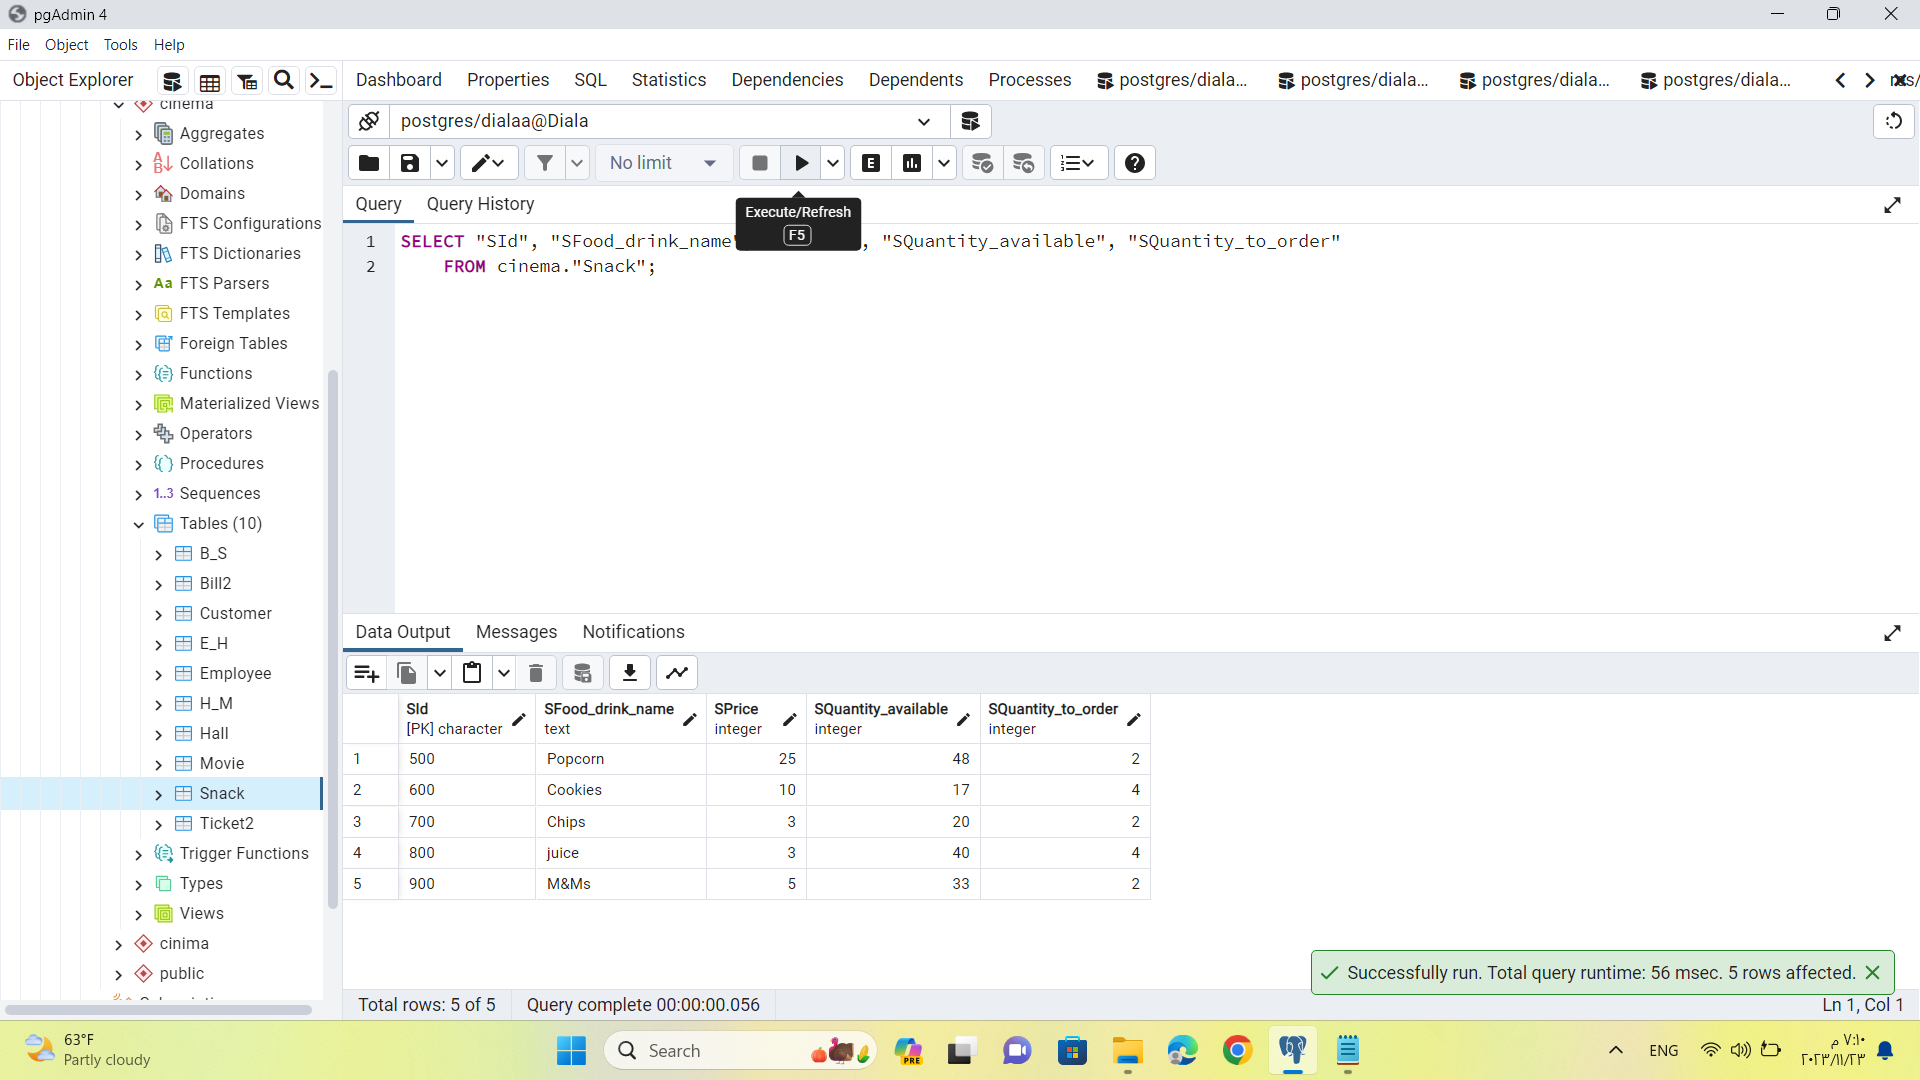 pgAdmin 4
File Object Tools Help
Object Explorer
Dashboard Properties SQL Statistics Dependencies Dependents Processes postgres/diala... postgres/diala... postgres/diala... postgres/diala...
cinema
Aggregates
Collations
Domains
FTS Configurations
FTS Dictionaries
Aa FTS Parsers
FTS Templates
Foreign Tables
Functions
Materialized Views
Operators
Procedures
1..3 Sequences
Tables (10)
B_S
Bill2
Customer
E_H
Employee
H_M
Hall
Movie
Snack
Ticket2
Trigger Functions
Types
Views
cinima
public
postgres/dialaa@Diala
No limit
E
Query Query History
Execute/Refresh
F5
1 SELECT "SId", "SFood_drink_name , "SQuantity_available", "SQuantity_to_order"
2 FROM cinema."Snack";
Data Output Messages Notifications
SId SFood_drink_name SPrice SQuantity_available SQuantity_to_order
[PK] character text integer integer integer
1 500 Popcorn 25 48 2
2 600 Cookies 10 17 4
3 700 Chips 3 20 2
4 800 juice 3 40 4
5 900 M&Ms 5 33 2
Successfully run. Total query runtime: 56 msec. 5 rows affected.
Total rows: 5 of 5 Query complete 00:00:00.056
Ln 1, Col 1
63°F
Partly cloudy
Search
PRE
ENG
٧:١٠ م
٢٠٢٣/١١/٢٣